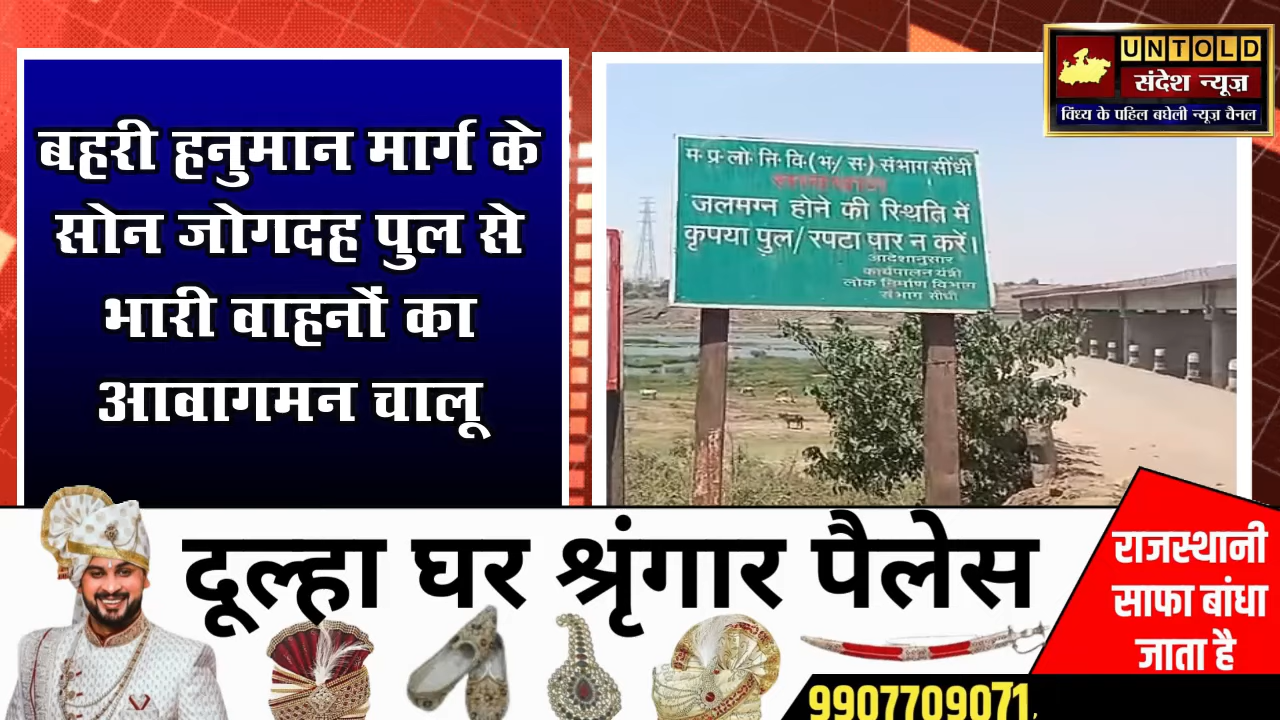 बहरी हनुमान मार्ग के
सोन जोगदह पुल से
भारी वाहनों का
आवागमन चालू
UNTOLD
संदेश न्यूज़
विंध्य के पहिल बघेली न्यूज चैनल
म॰प्र॰लो॰नि॰वि॰(भ/स॰) संभाग सीधी
जलमग्न होने की स्थिति में
कृपया पुल/रपटा पार न करें।
आदेशानुसार
कार्यपालन यंत्री
लोक निर्माण विभाग
संभाग सीधी
दूल्हा घर श्रृंगार पैलेस
राजस्थानी
साफा बांधा
जाता है
9907709071,